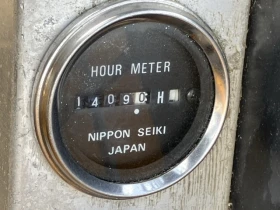 HOUR METER
1409
NIPPON SEIKI
JAPAN